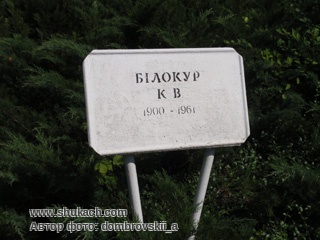 БІЛОКУР
К В
1900 - 1961
www.shukach.com
Автор фото: dombrovskii_a